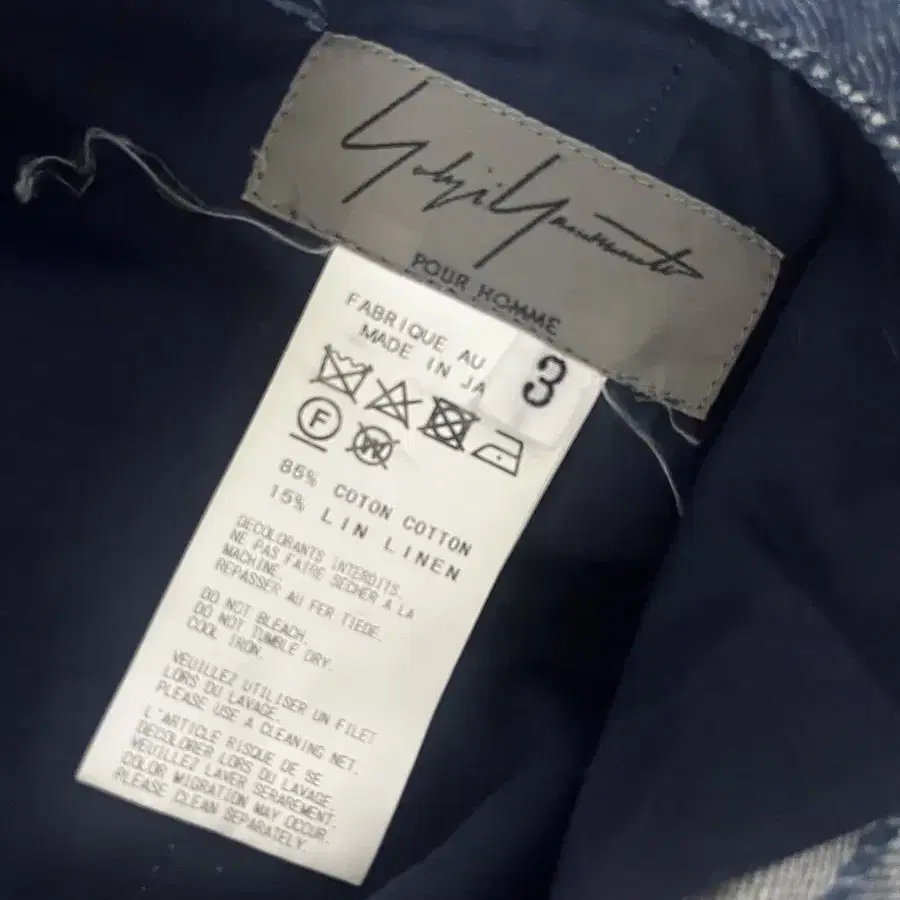 Yohji Yamamoto
POUR HOMME
3
FABRIQUE AU
MADE IN JA
F
W
85% COTON COTTON
15% LIN LINEN
DECOLORANTS INTERDITS.
NE PAS FAIRE SECHER A LA
MACHINE.
REPASSER AU FER TIEDE.
DO NOT BLEACH.
DO NOT TUMBLE DRY.
COOL IRON.
VEUILLEZ UTILISER UN FILET
LORS DU LAVAGE.
PLEASE USE A CLEANING NET.
L'ARTICLE RISQUE DE SE
DECOLORER LORS DU LAVAGE.
VEUILLEZ LAVER SERAREMENT.
COLOR MIGRATION MAY OCCUR.
PLEASE CLEAN SEPARATELY.